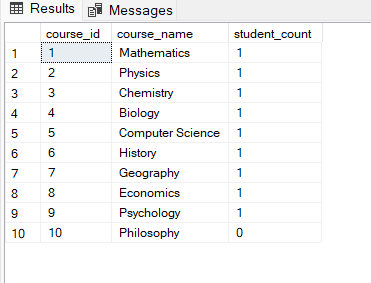 Results Messages
course_id course_name student_count
1 1 Mathematics 1
2 2 Physics 1
3 3 Chemistry 1
4 4 Biology 1
5 5 Computer Science 1
6 6 History 1
7 7 Geography 1
8 8 Economics 1
9 9 Psychology 1
10 10 Philosophy 0